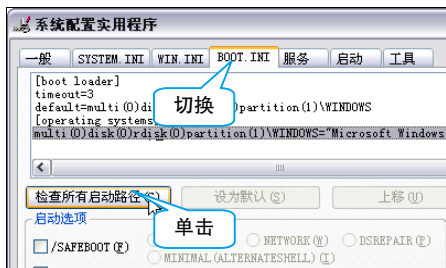 系统配置实用程序
一般 SYSTEM.INI WIN.INI BOOT.INI 服务 启动 工具
[boot loader]
timeout=3
default=multi(0)di partition(1)\WINDOWS
[operating systems
multi(0)disk(0)rdisk(0)partition(1)\WINDOWS="Microsoft Windows
切换
检查所有启动路径 设为默认(S) 上移(U)
单击
启动选项
/SAFEBOOT(F) NETWORK(W) DSREPAIR(P)
MINIMAL(ALTERNATESHELL)(I)